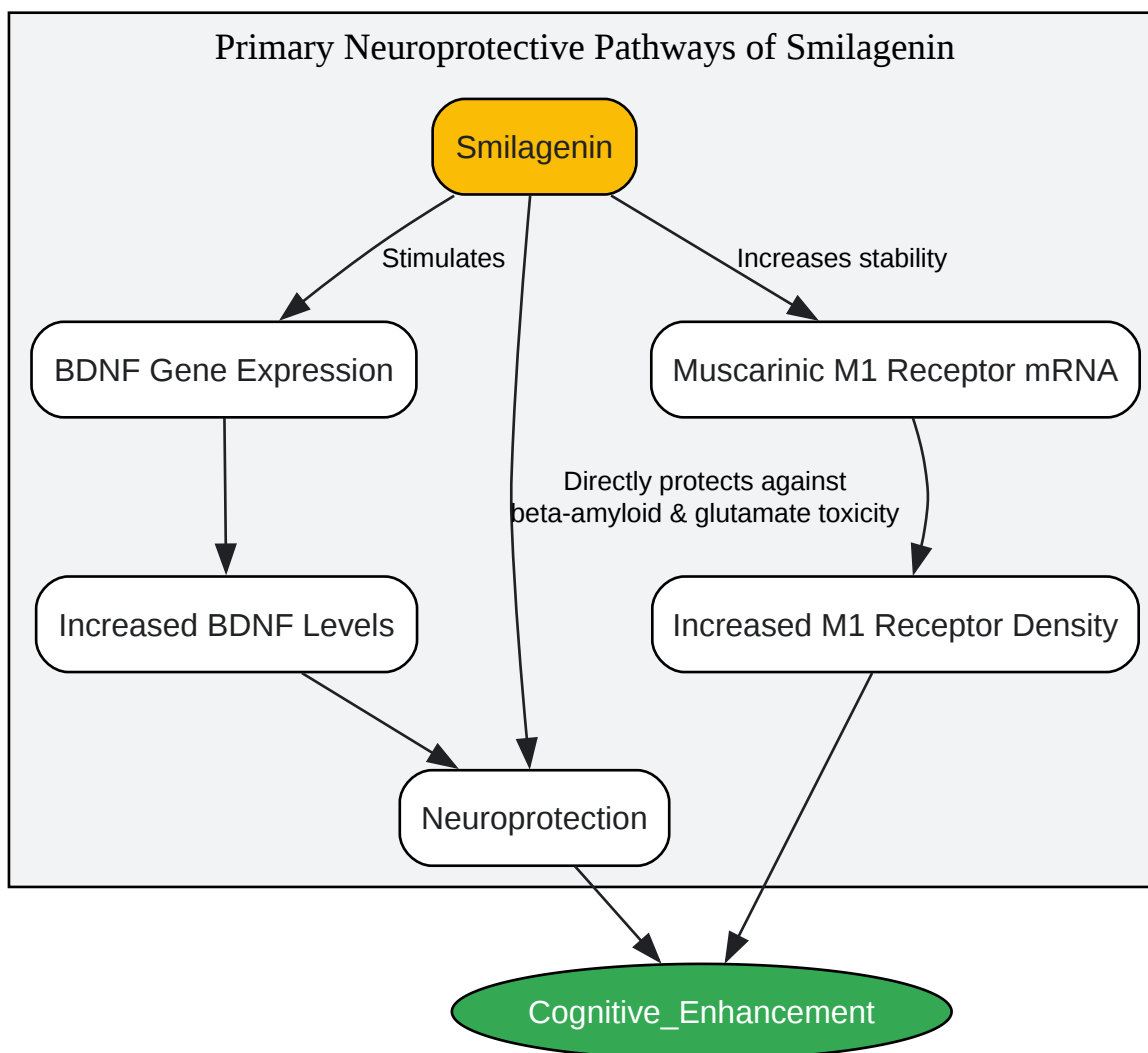 Primary Neuroprotective Pathways of Smilagenin
Smilagenin
Stimulates
Increases stability
BDNF Gene Expression
Muscarinic M1 Receptor mRNA
Directly protects against
beta-amyloid & glutamate toxicity
Increased BDNF Levels
Increased M1 Receptor Density
Neuroprotection
Cognitive_Enhancement